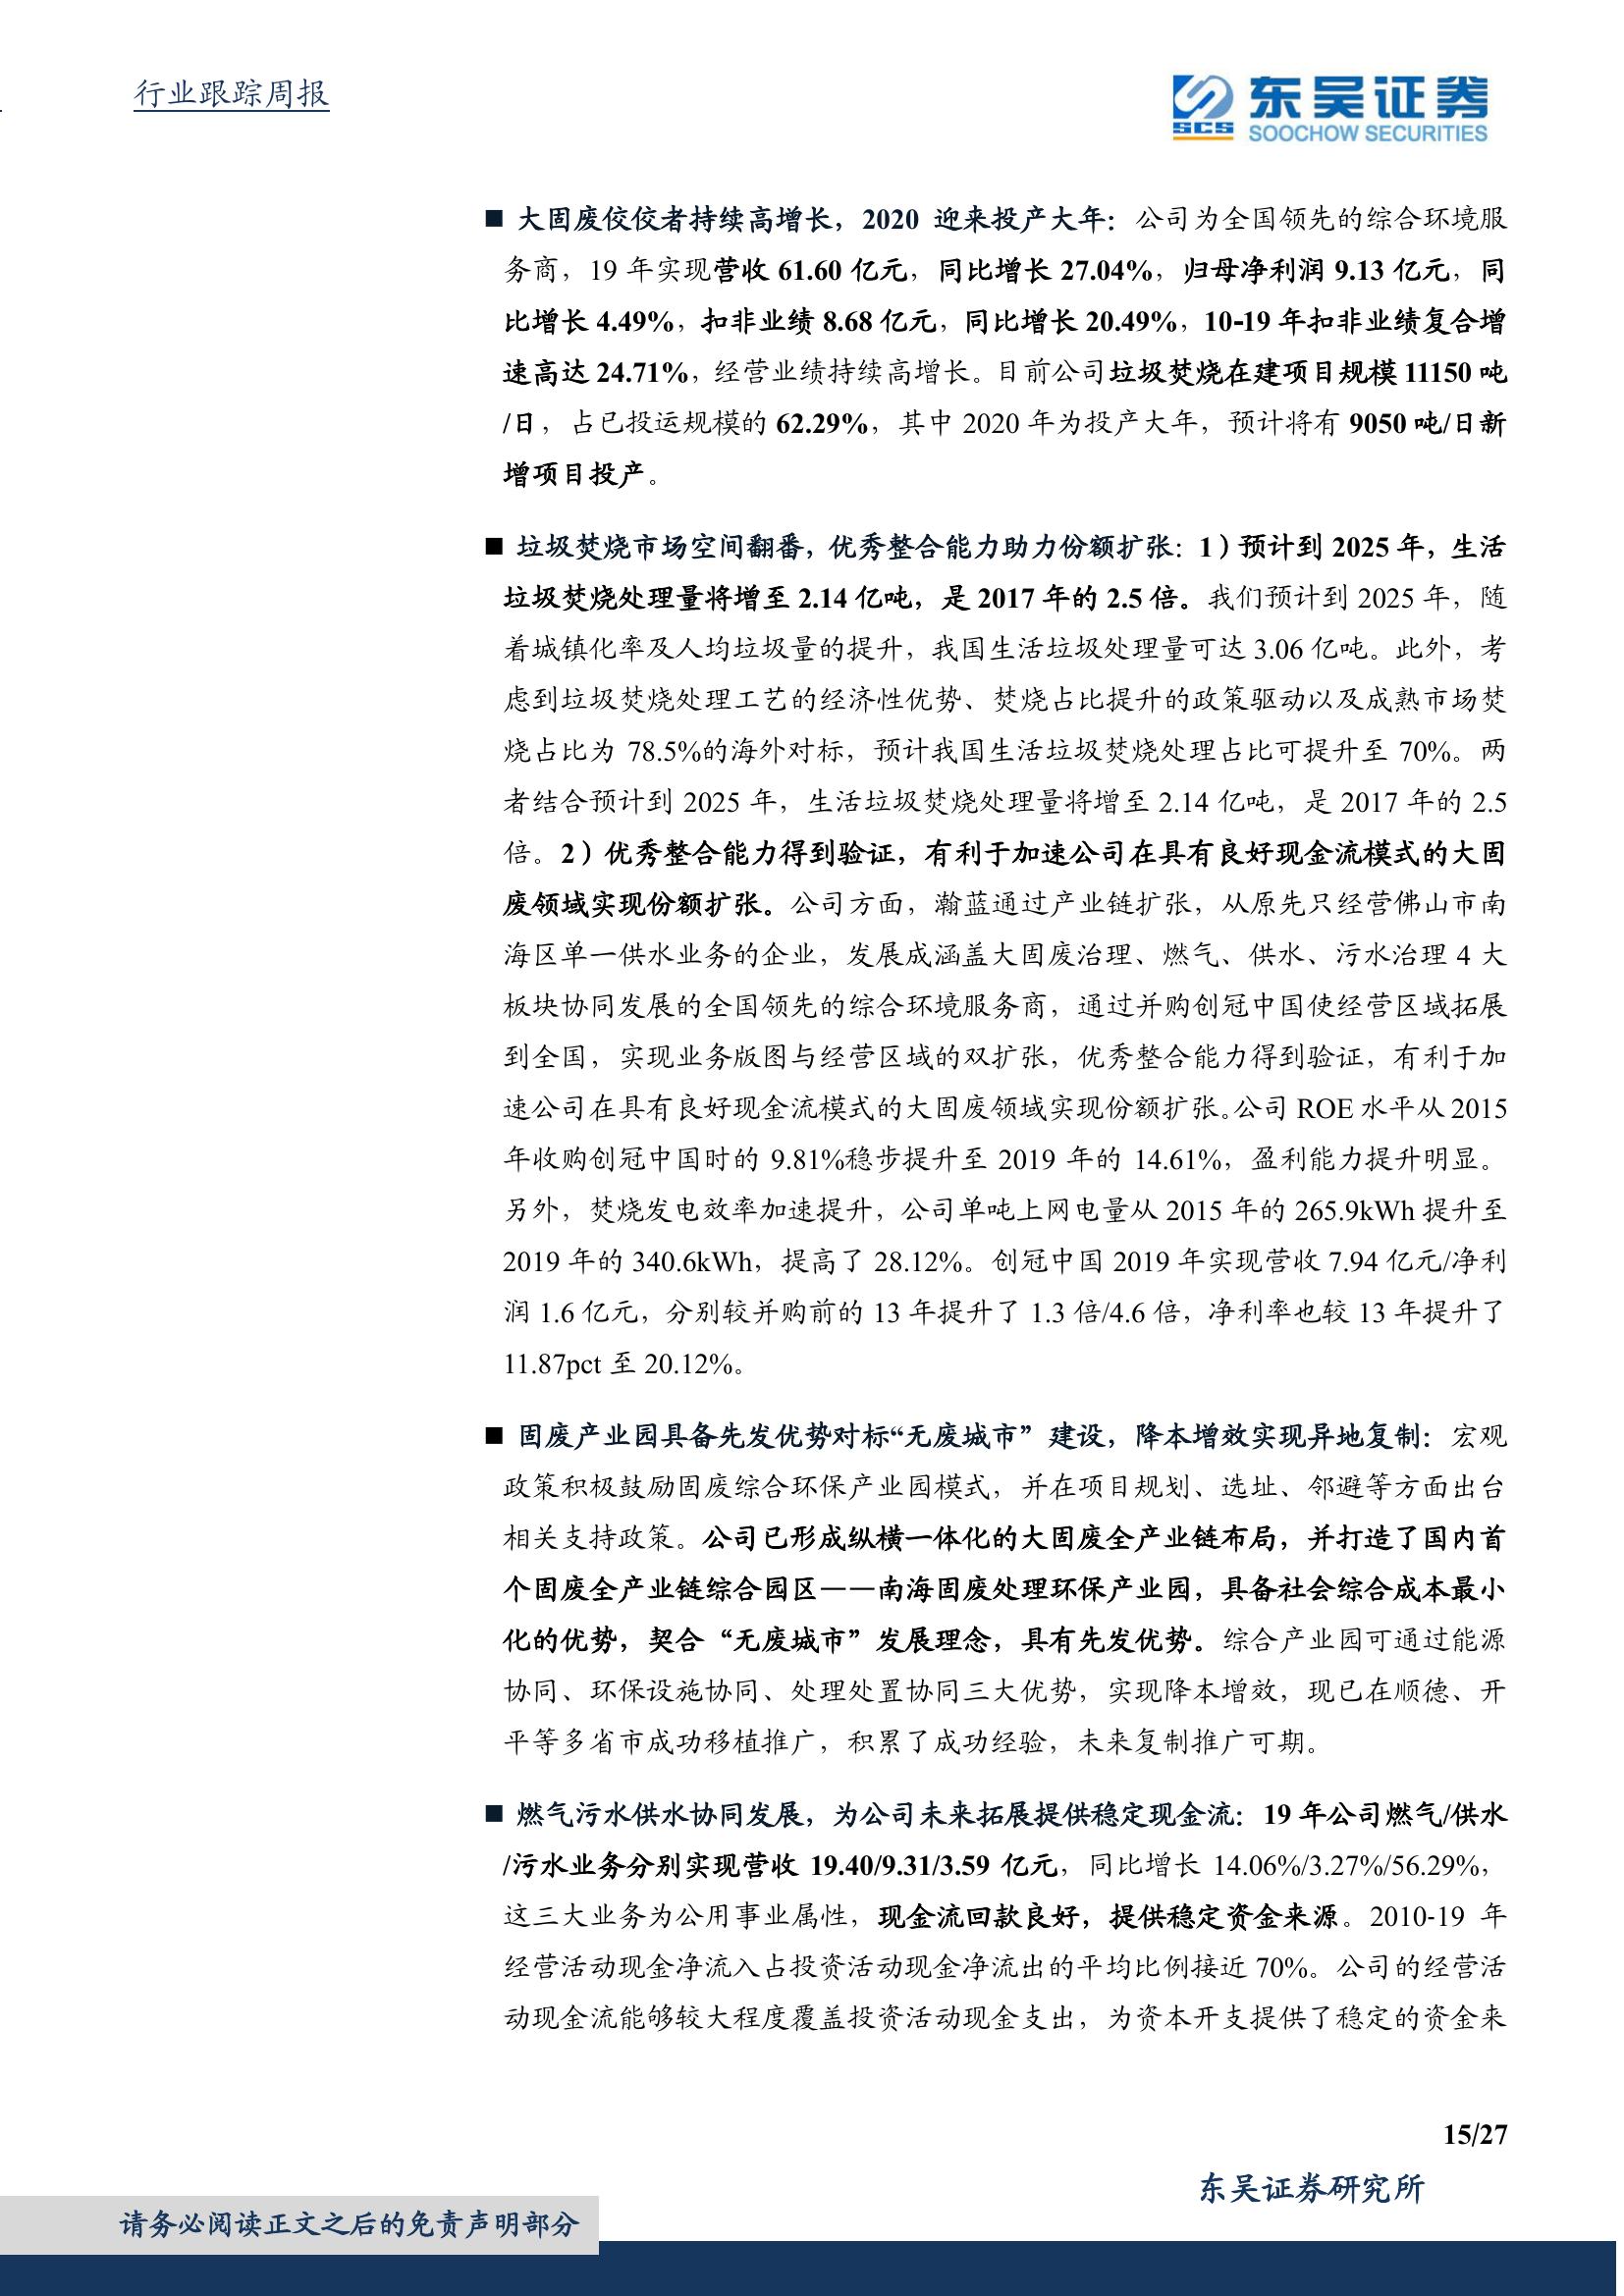 行业跟踪周报
SCS 东吴证券
SOOCHOW SECURITIES
■ 大固废佼佼者持续高增长，2020 迎来投产大年：公司为全国领先的综合环境服
务商，19 年实现营收 61.60 亿元，同比增长 27.04%，归母净利润 9.13 亿元，同
比增长 4.49%，扣非业绩 8.68 亿元，同比增长 20.49%，10-19 年扣非业绩复合增
速高达 24.71%，经营业绩持续高增长。目前公司垃圾焚烧在建项目规模 11150 吨
/日，占已投运规模的 62.29%，其中 2020 年为投产大年，预计将有 9050 吨/日新
增项目投产。
■ 垃圾焚烧市场空间翻番，优秀整合能力助力份额扩张：1）预计到 2025 年，生活
垃圾焚烧处理量将增至 2.14 亿吨，是 2017 年的 2.5 倍。我们预计到 2025 年，随
着城镇化率及人均垃圾量的提升，我国生活垃圾处理量可达 3.06 亿吨。此外，考
虑到垃圾焚烧处理工艺的经济性优势、焚烧占比提升的政策驱动以及成熟市场焚
烧占比为 78.5%的海外对标，预计我国生活垃圾焚烧处理占比可提升至 70%。两
者结合预计到 2025 年，生活垃圾焚烧处理量将增至 2.14 亿吨，是 2017 年的 2.5
倍。2）优秀整合能力得到验证，有利于加速公司在具有良好现金流模式的大固
废领域实现份额扩张。公司方面，瀚蓝通过产业链扩张，从原先只经营佛山市南
海区单一供水业务的企业，发展成涵盖大固废治理、燃气、供水、污水治理 4 大
板块协同发展的全国领先的综合环境服务商，通过并购创冠中国使经营区域拓展
到全国，实现业务版图与经营区域的双扩张，优秀整合能力得到验证，有利于加
速公司在具有良好现金流模式的大固废领域实现份额扩张。公司 ROE 水平从 2015
年收购创冠中国时的 9.81%稳步提升至 2019 年的 14.61%，盈利能力提升明显。
另外，焚烧发电效率加速提升，公司单吨上网电量从 2015 年的 265.9kWh 提升至
2019 年的 340.6kWh，提高了 28.12%。创冠中国 2019 年实现营收 7.94 亿元/净利
润 1.6 亿元，分别较并购前的 13 年提升了 1.3 倍/4.6 倍，净利率也较 13 年提升了
11.87pct 至 20.12%。
■ 固废产业园具备先发优势对标“无废城市”建设，降本增效实现异地复制：宏观
政策积极鼓励固废综合环保产业园模式，并在项目规划、选址、邻避等方面出台
相关支持政策。公司已形成纵横一体化的大固废全产业链布局，并打造了国内首
个固废全产业链综合园区——南海固废处理环保产业园，具备社会综合成本最小
化的优势，契合“无废城市”发展理念，具有先发优势。综合产业园可通过能源
协同、环保设施协同、处理处置协同三大优势，实现降本增效，现已在顺德、开
平等多省市成功移植推广，积累了成功经验，未来复制推广可期。
■ 燃气污水供水协同发展，为公司未来拓展提供稳定现金流：19 年公司燃气/供水
/污水业务分别实现营收 19.40/9.31/3.59 亿元，同比增长 14.06%/3.27%/56.29%，
这三大业务为公用事业属性，现金流回款良好，提供稳定资金来源。2010-19 年
经营活动现金净流入占投资活动现金净流出的平均比例接近 70%。公司的经营活
动现金流能够较大程度覆盖投资活动现金支出，为资本开支提供了稳定的资金来
15/27
东吴证券研究所
请务必阅读正文之后的免责声明部分